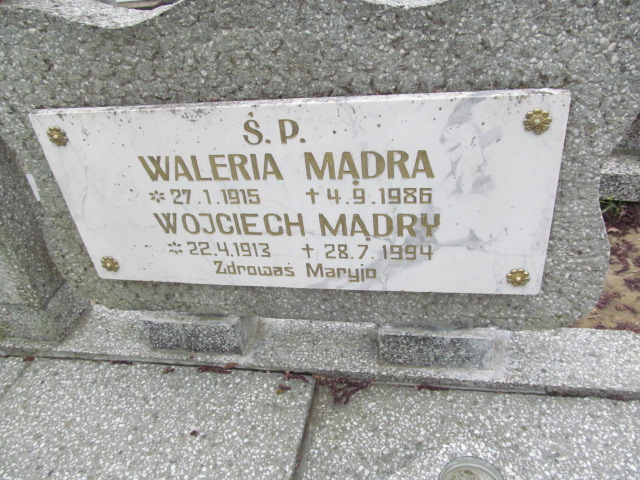 Ś. P.
WALERIA MĄDRA
* 27.1.1915 † 4.9.1986
WOJCIECH MĄDRY
* 22.4.1913 † 28.7.1994
Zdrowaś Maryjo